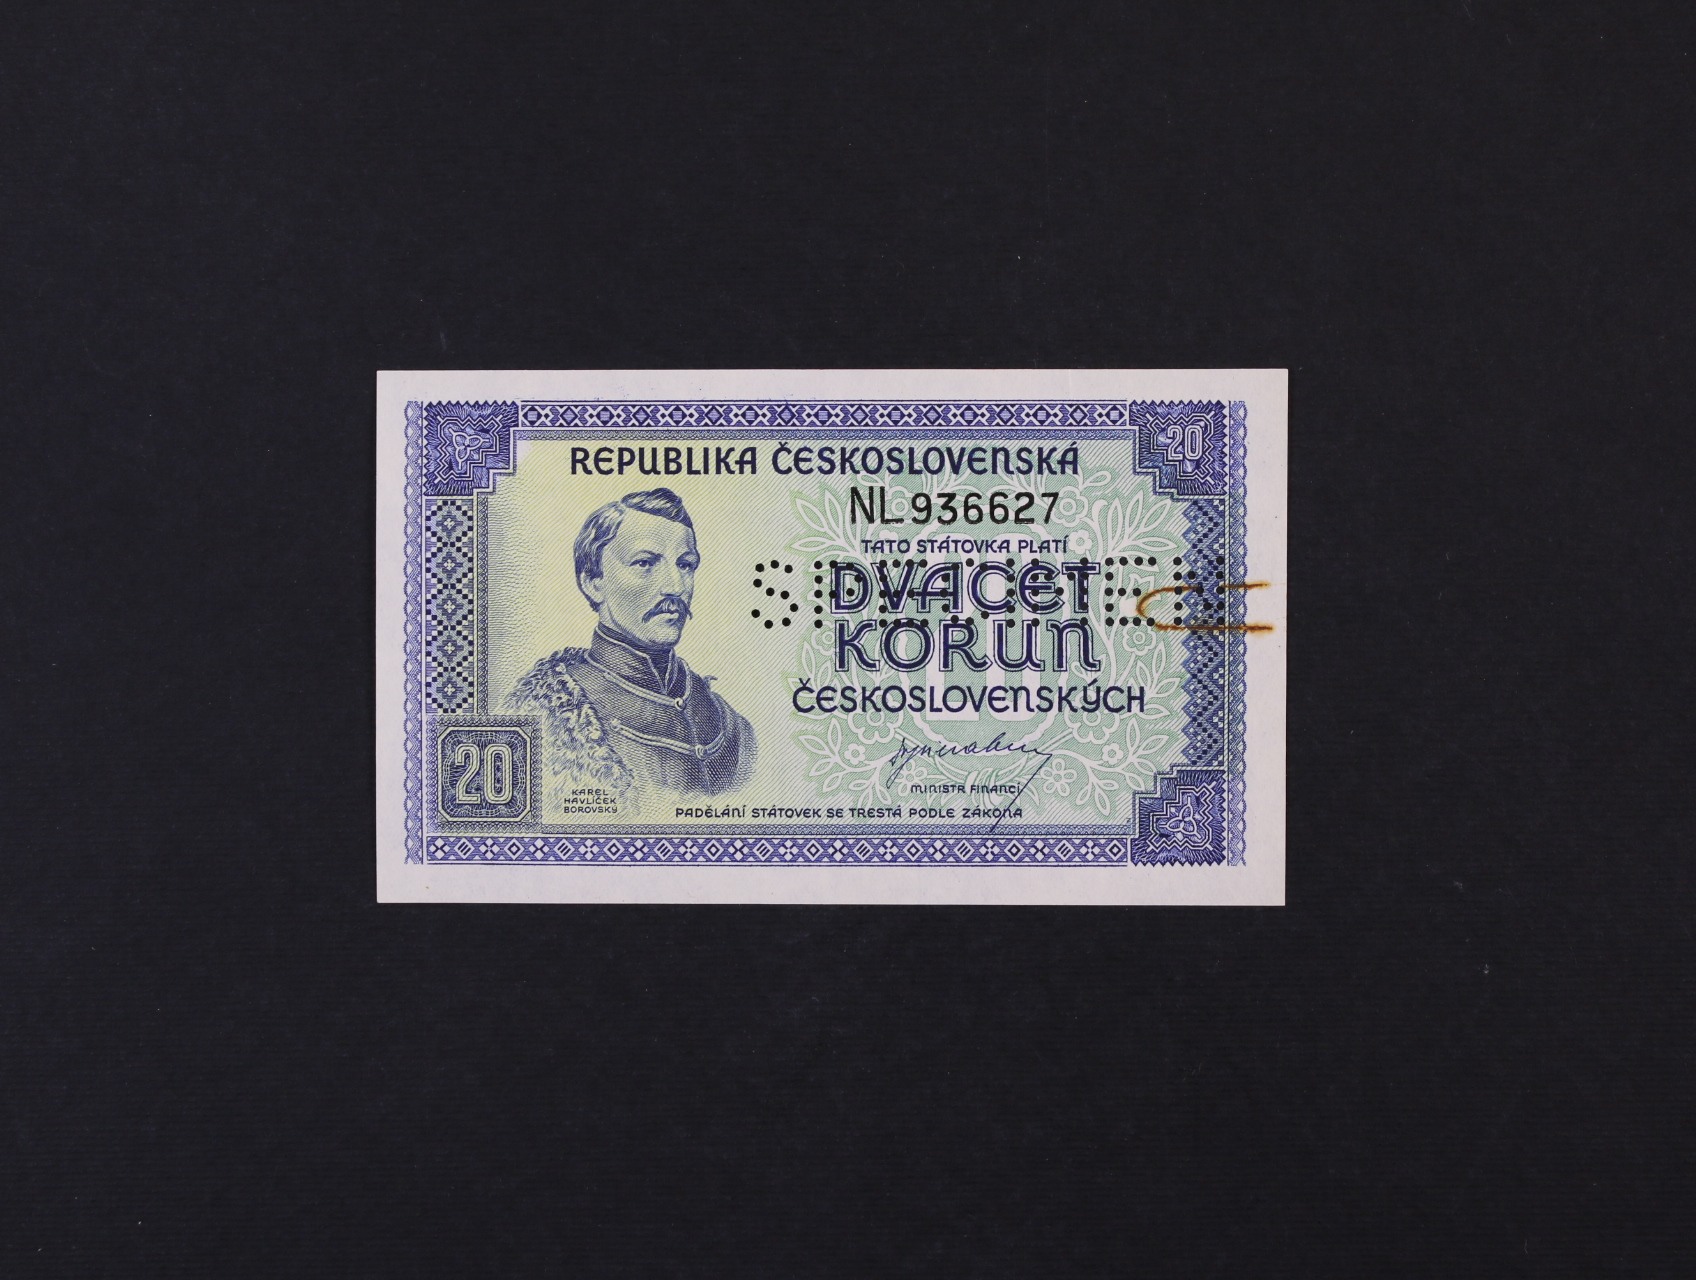 20
REPUBLIKA ČESKOSLOVENSKÁ
NL 936627
TATO STÁTOVKA PLATÍ
SPECIMEN
DVACET
KORUN
ČESKOSLOVENSKÝCH
20
MINISTR FINANCÍ
KAREL
HAVLÍČEK
BOROVSKÝ
PADĚLÁNÍ STÁTOVEK SE TRESTÁ PODLE ZÁKONA
20